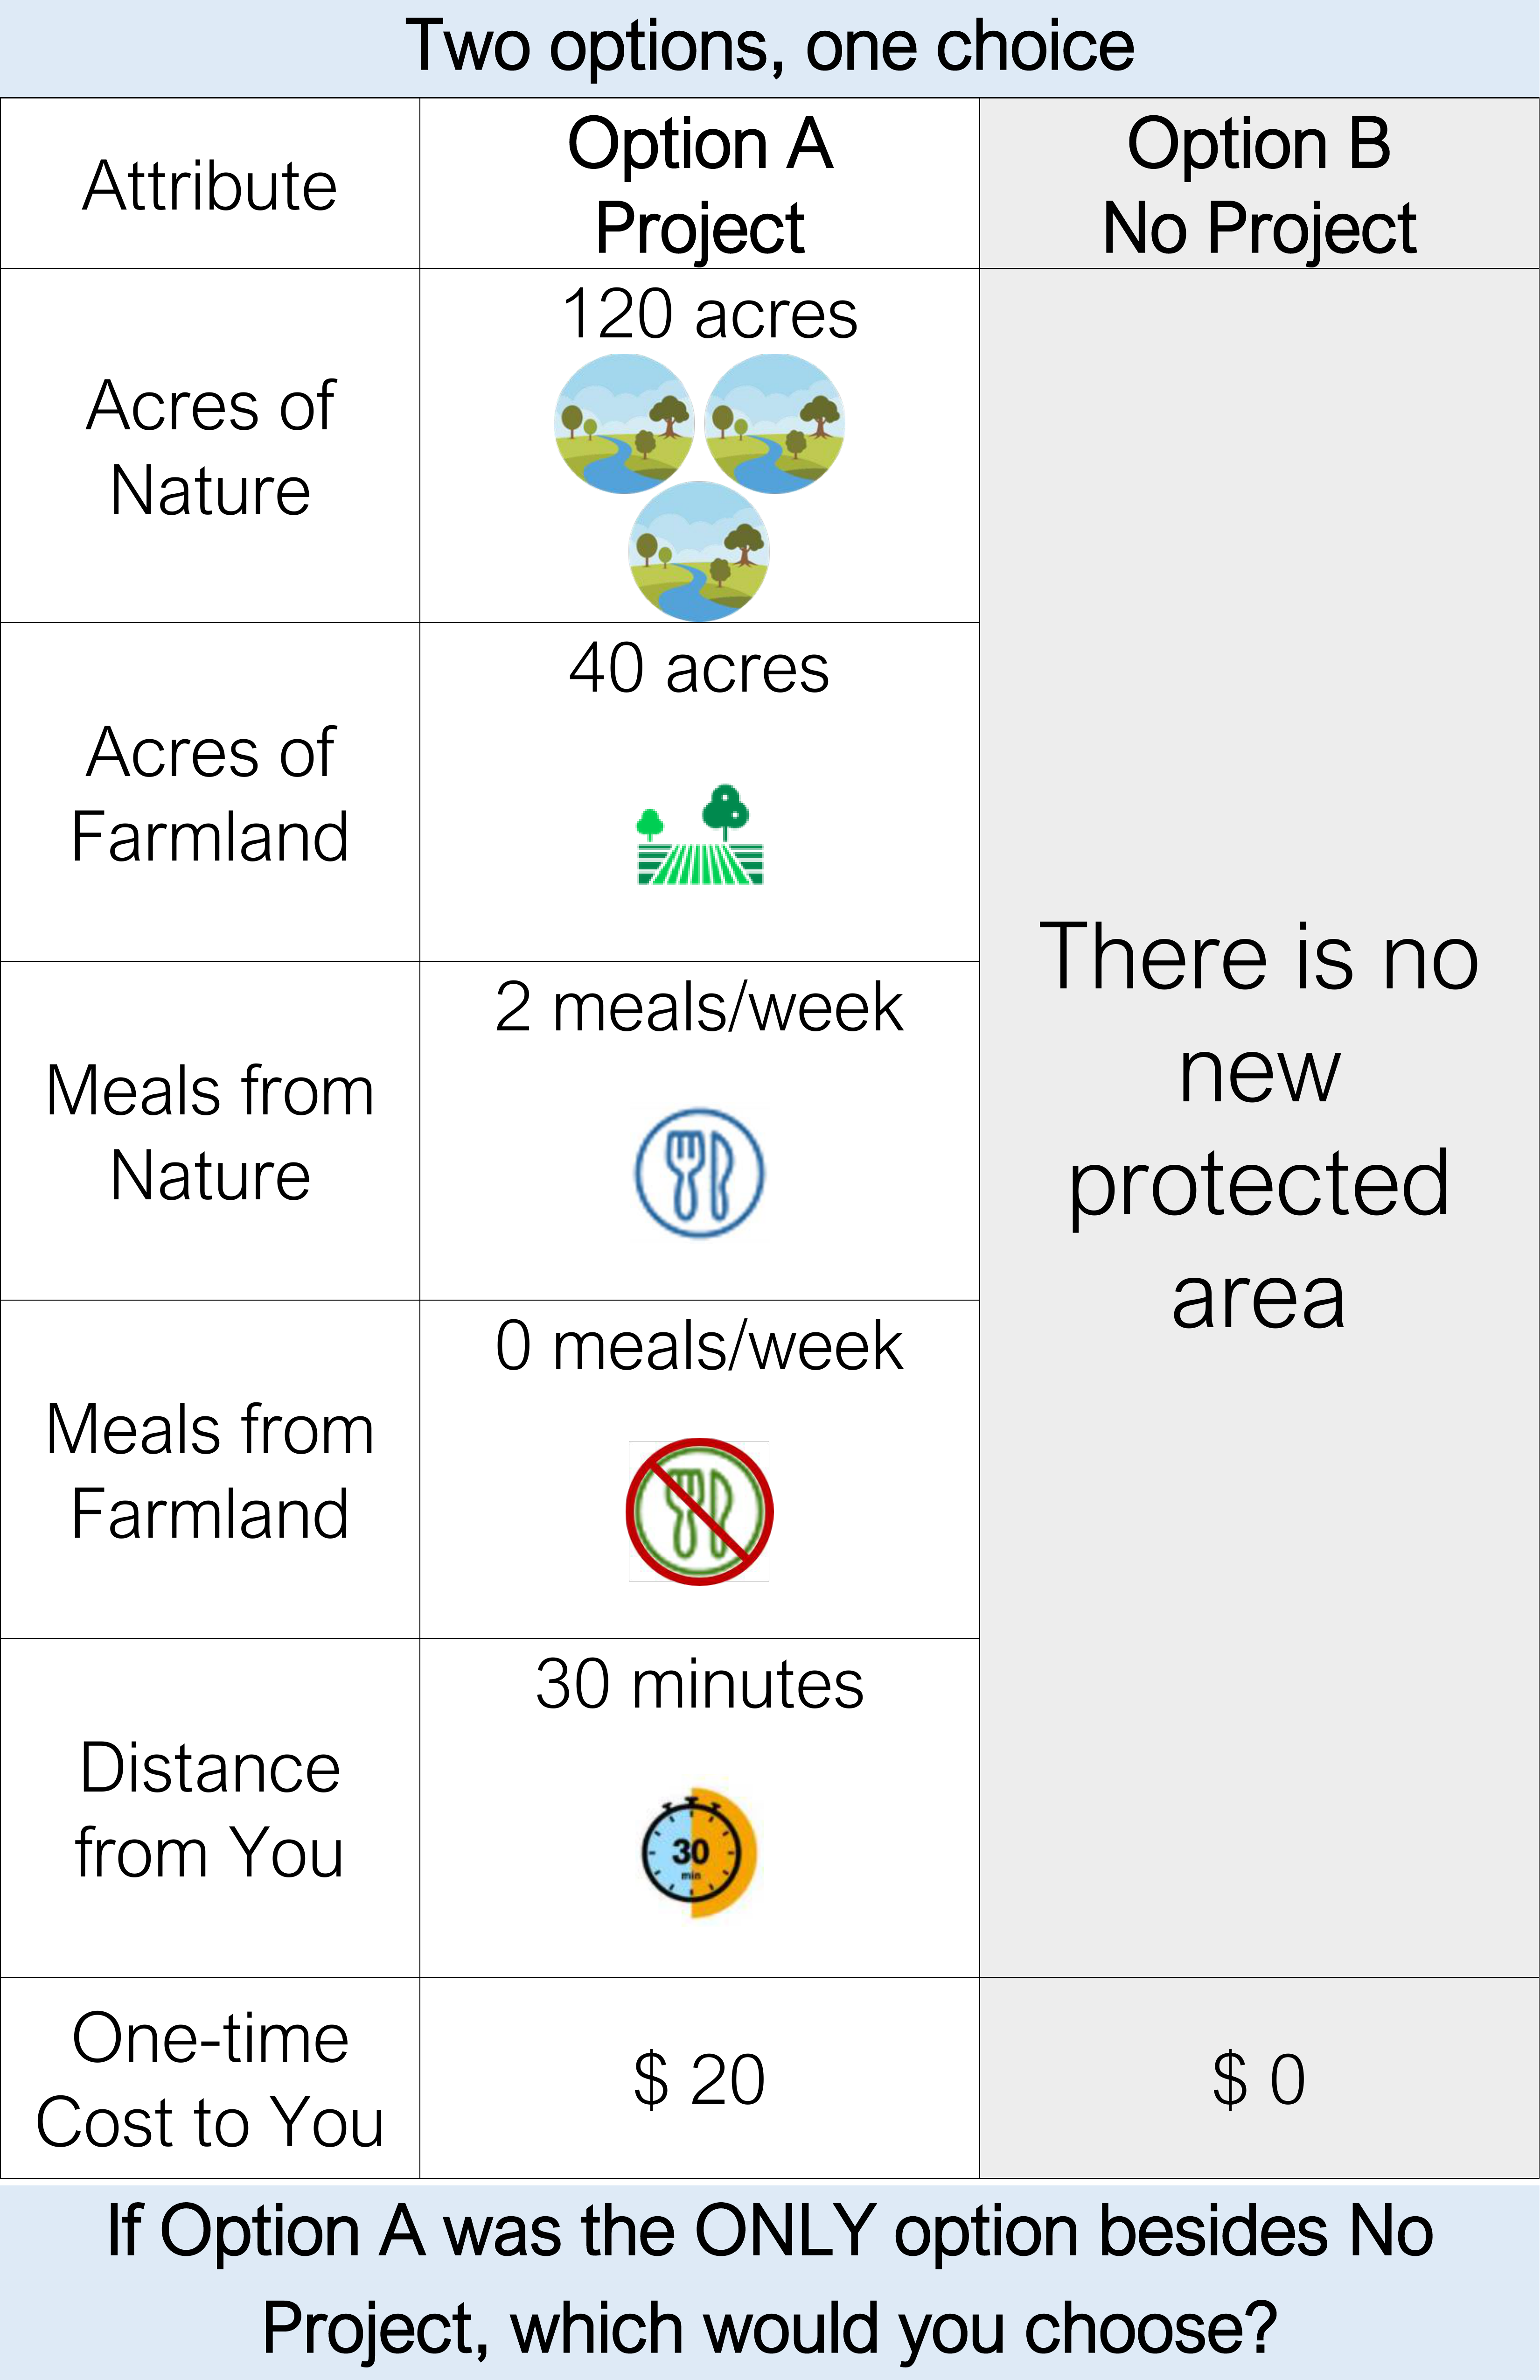 Two options, one choice
Attribute
Option A
Project
Option B
No Project
Acres of
Nature
120 acres
There is no
new
protected
area
Acres of
Farmland
40 acres
Meals from
Nature
2 meals/week
Meals from
Farmland
0 meals/week
Distance
from You
30 minutes
30
min
One-time
Cost to You
$ 20
$ 0
If Option A was the ONLY option besides No
Project, which would you choose?